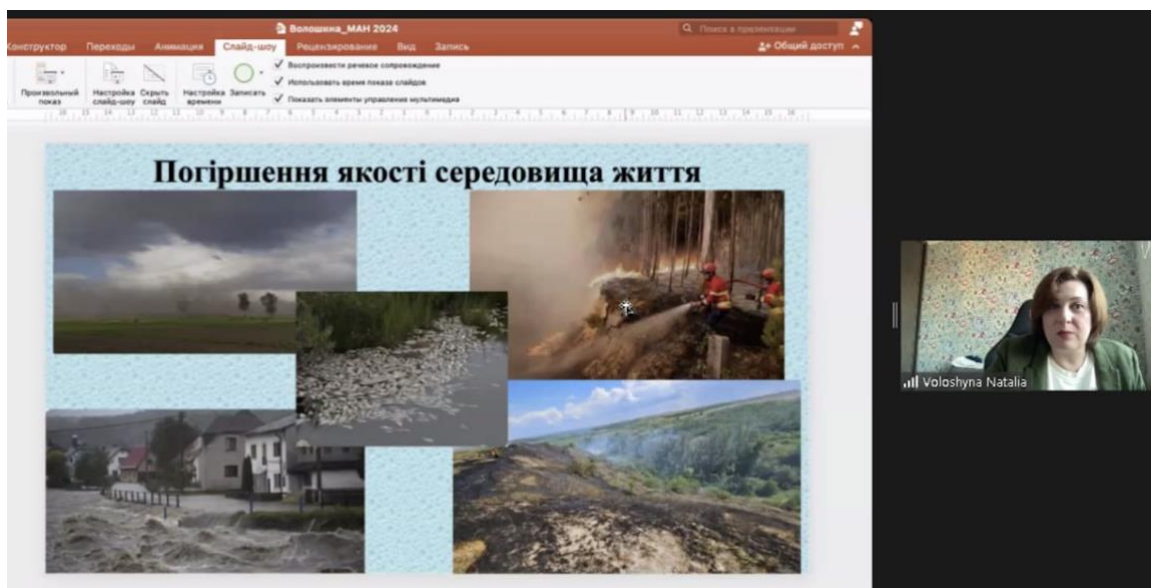 Волошина_МАН 2024
Поиск в презентации
Конструктор Переходы Анимация Слайд-шоу Рецензирование Вид Запись
Общий доступ
Произвольный показ
Настройка слайд-шоу
Скрыть слайд
Настройка времени
Записать
Воспроизвести речевое сопровождение
Использовать время показа слайдов
Показать элементы управления мультимедиа
Погіршення якості середовища життя
Voloshyna Natalia